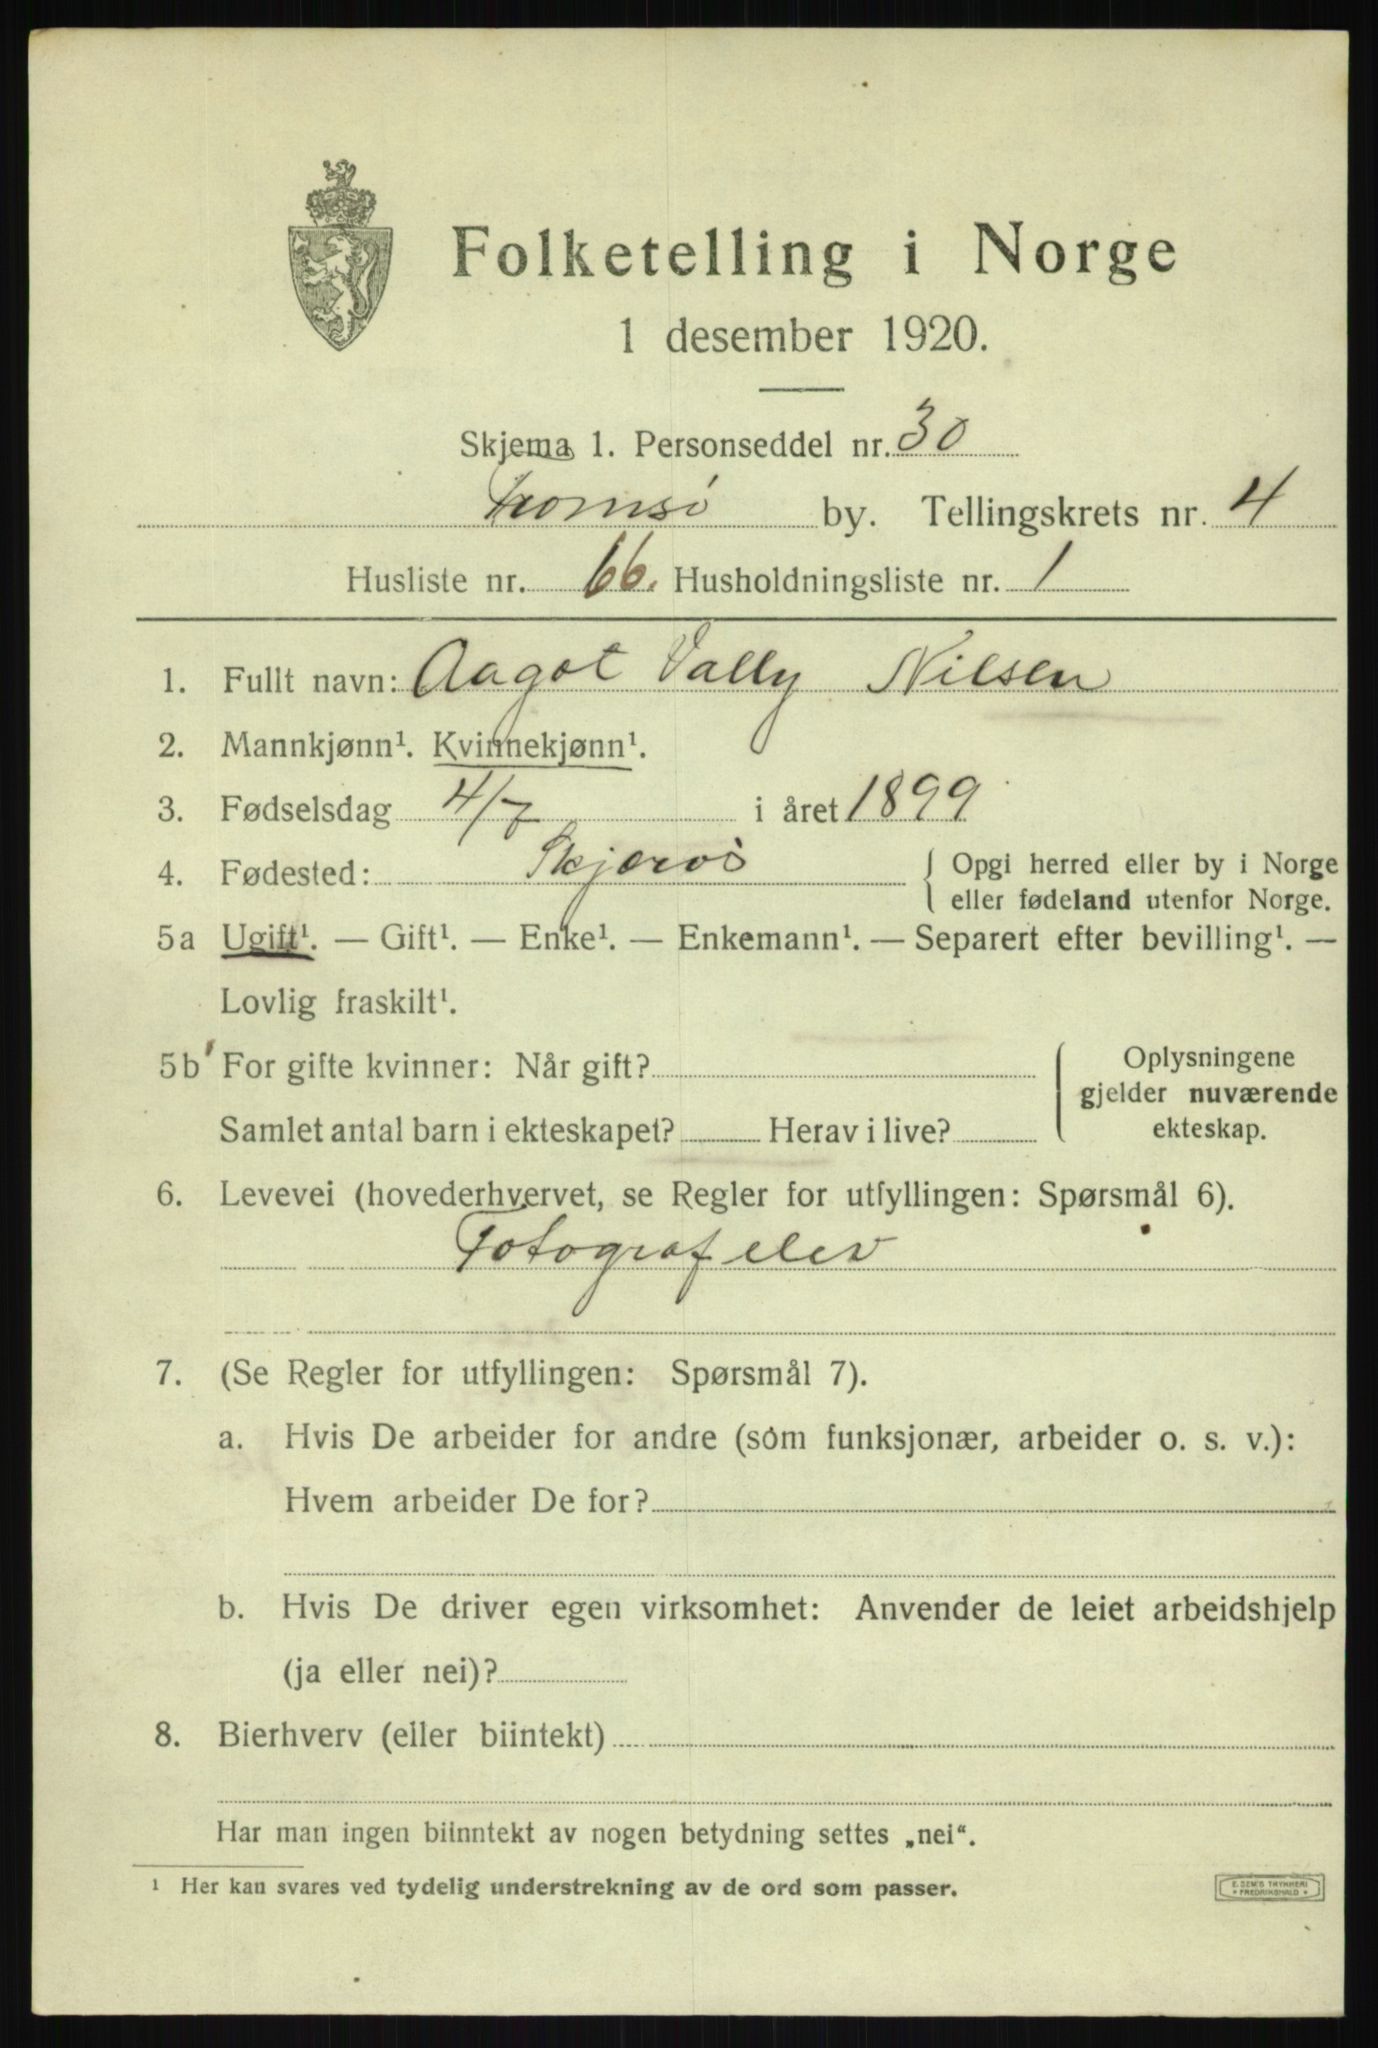 Folketelling i Norge
1 desember 1920.
Skjema 1. Personseddel nr. 30
Tromsø by. Tellingskrets nr. 4
Husliste nr. 66. Husholdningsliste nr. 1
1. Fullt navn: Aagot Vally Nilsen
2. Mannkjønn¹. Kvinnekjønn¹.
3. Fødselsdag 4/7 i året 1899
4. Fødested: Skjervø { Opgi herred eller by i Norge
eller fødeland utenfor Norge.
5a Ugift¹. — Gift¹. — Enke¹. — Enkemann¹. — Separert efter bevilling¹. —
Lovlig fraskilt¹.
5b For gifte kvinner: Når gift?
Samlet antal barn i ekteskapet? Herav i live?
Oplysningene
gjelder nuværende
ekteskap.
6. Levevei (hovederhvervet, se Regler for utfyllingen: Spørsmål 6).
Fotograf elev
7. (Se Regler for utfyllingen: Spørsmål 7).
a. Hvis De arbeider for andre (som funksjonær, arbeider o. s. v.):
Hvem arbeider De for?
b. Hvis De driver egen virksomhet: Anvender de leiet arbeidshjelp
(ja eller nei)?
8. Bierhverv (eller biintekt)
Har man ingen biinntekt av nogen betydning settes „nei“.
¹ Her kan svares ved tydelig understrekning av de ord som passer.
E. SEM'S TRYKKERI
• FREDRIKSHALD •